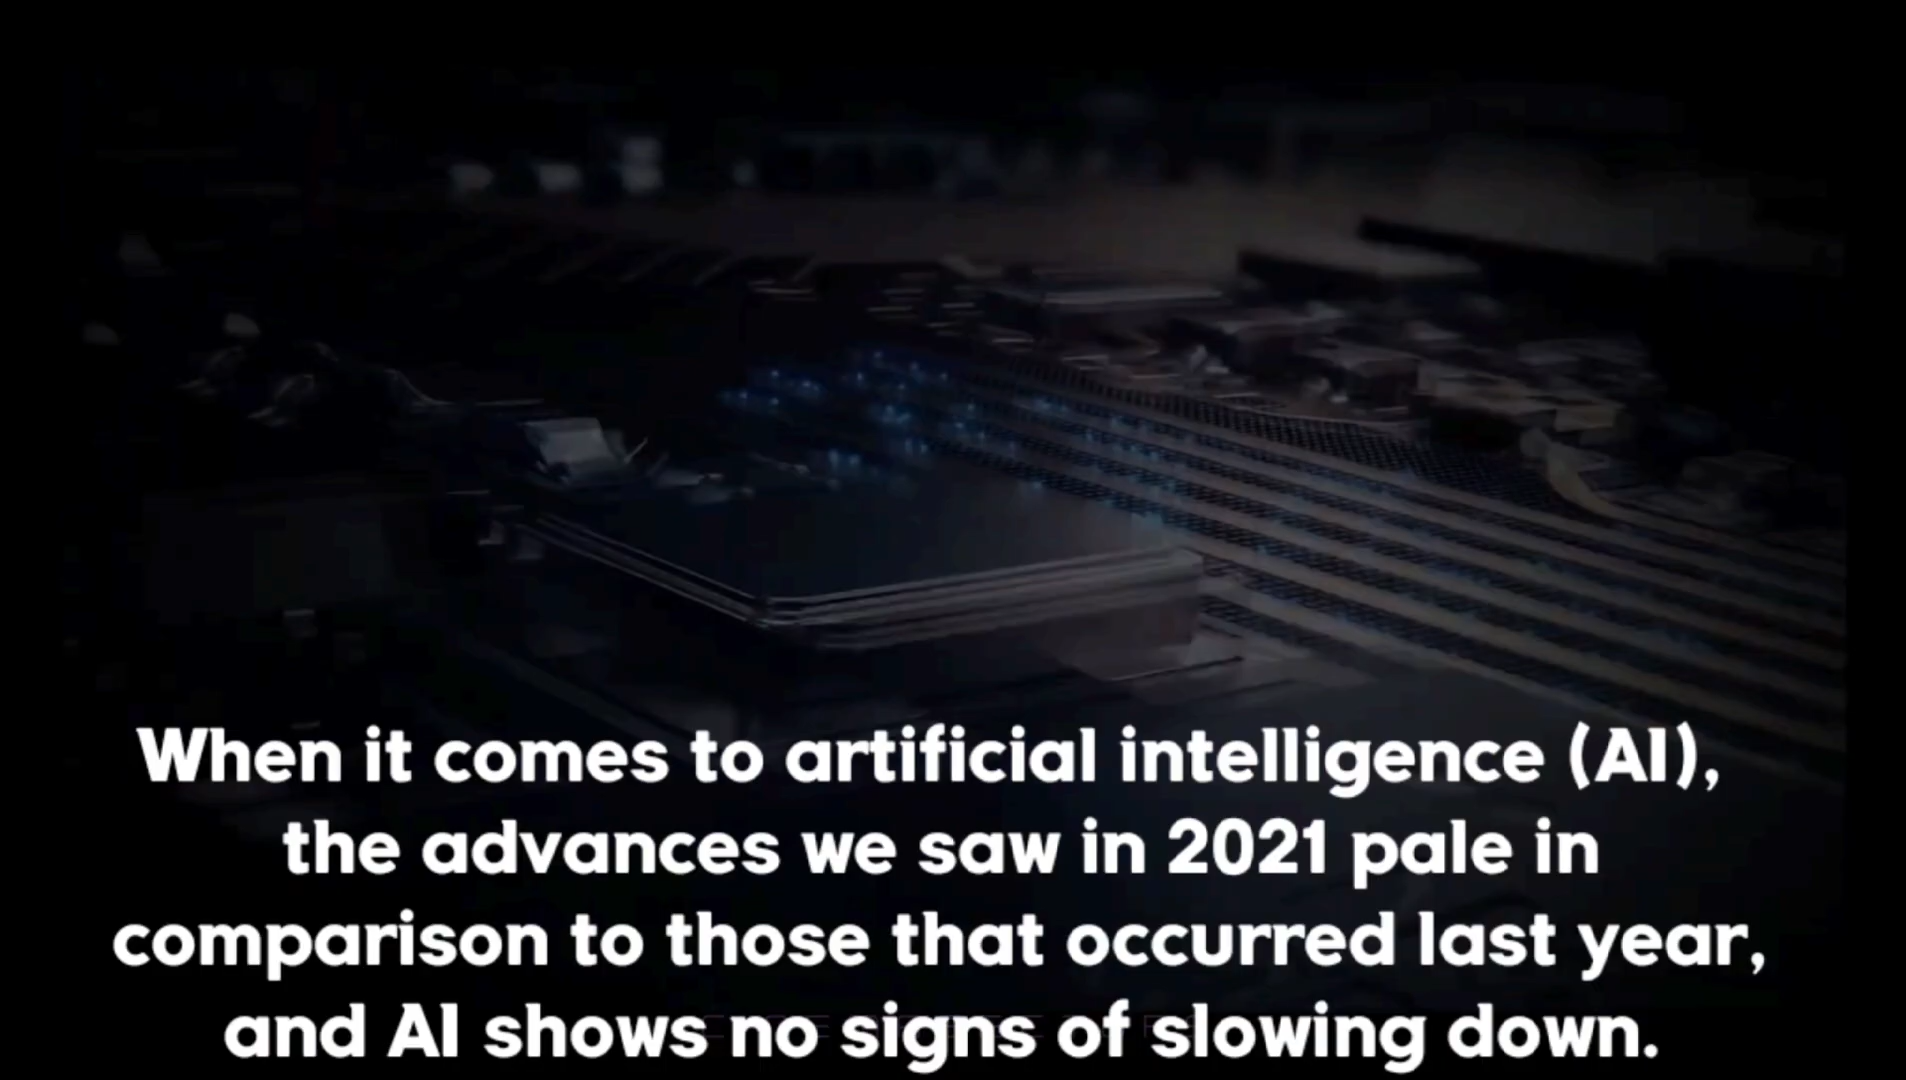 When it comes to artificial intelligence (AI),
the advances we saw in 2021 pale in
comparison to those that occurred last year,
and AI shows no signs of slowing down.